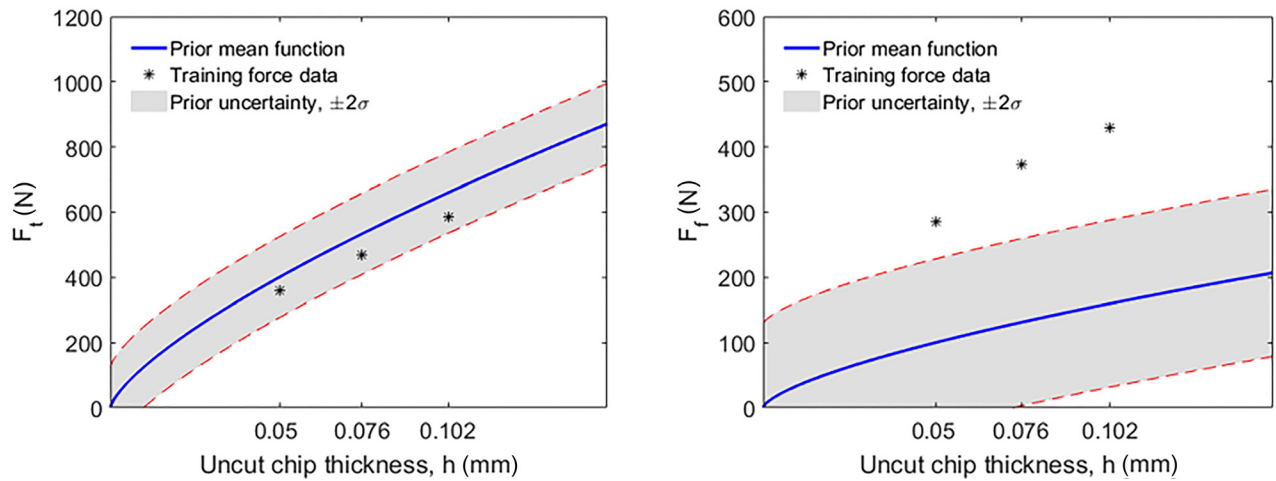 1200
1000
800
600
400
200
0
F_t (N)
Prior mean function
Training force data
Prior uncertainty, ±2σ
0.05 0.076 0.102
Uncut chip thickness, h (mm)
600
500
400
300
200
100
0
F_f (N)
Prior mean function
Training force data
Prior uncertainty, ±2σ
0.05 0.076 0.102
Uncut chip thickness, h (mm)